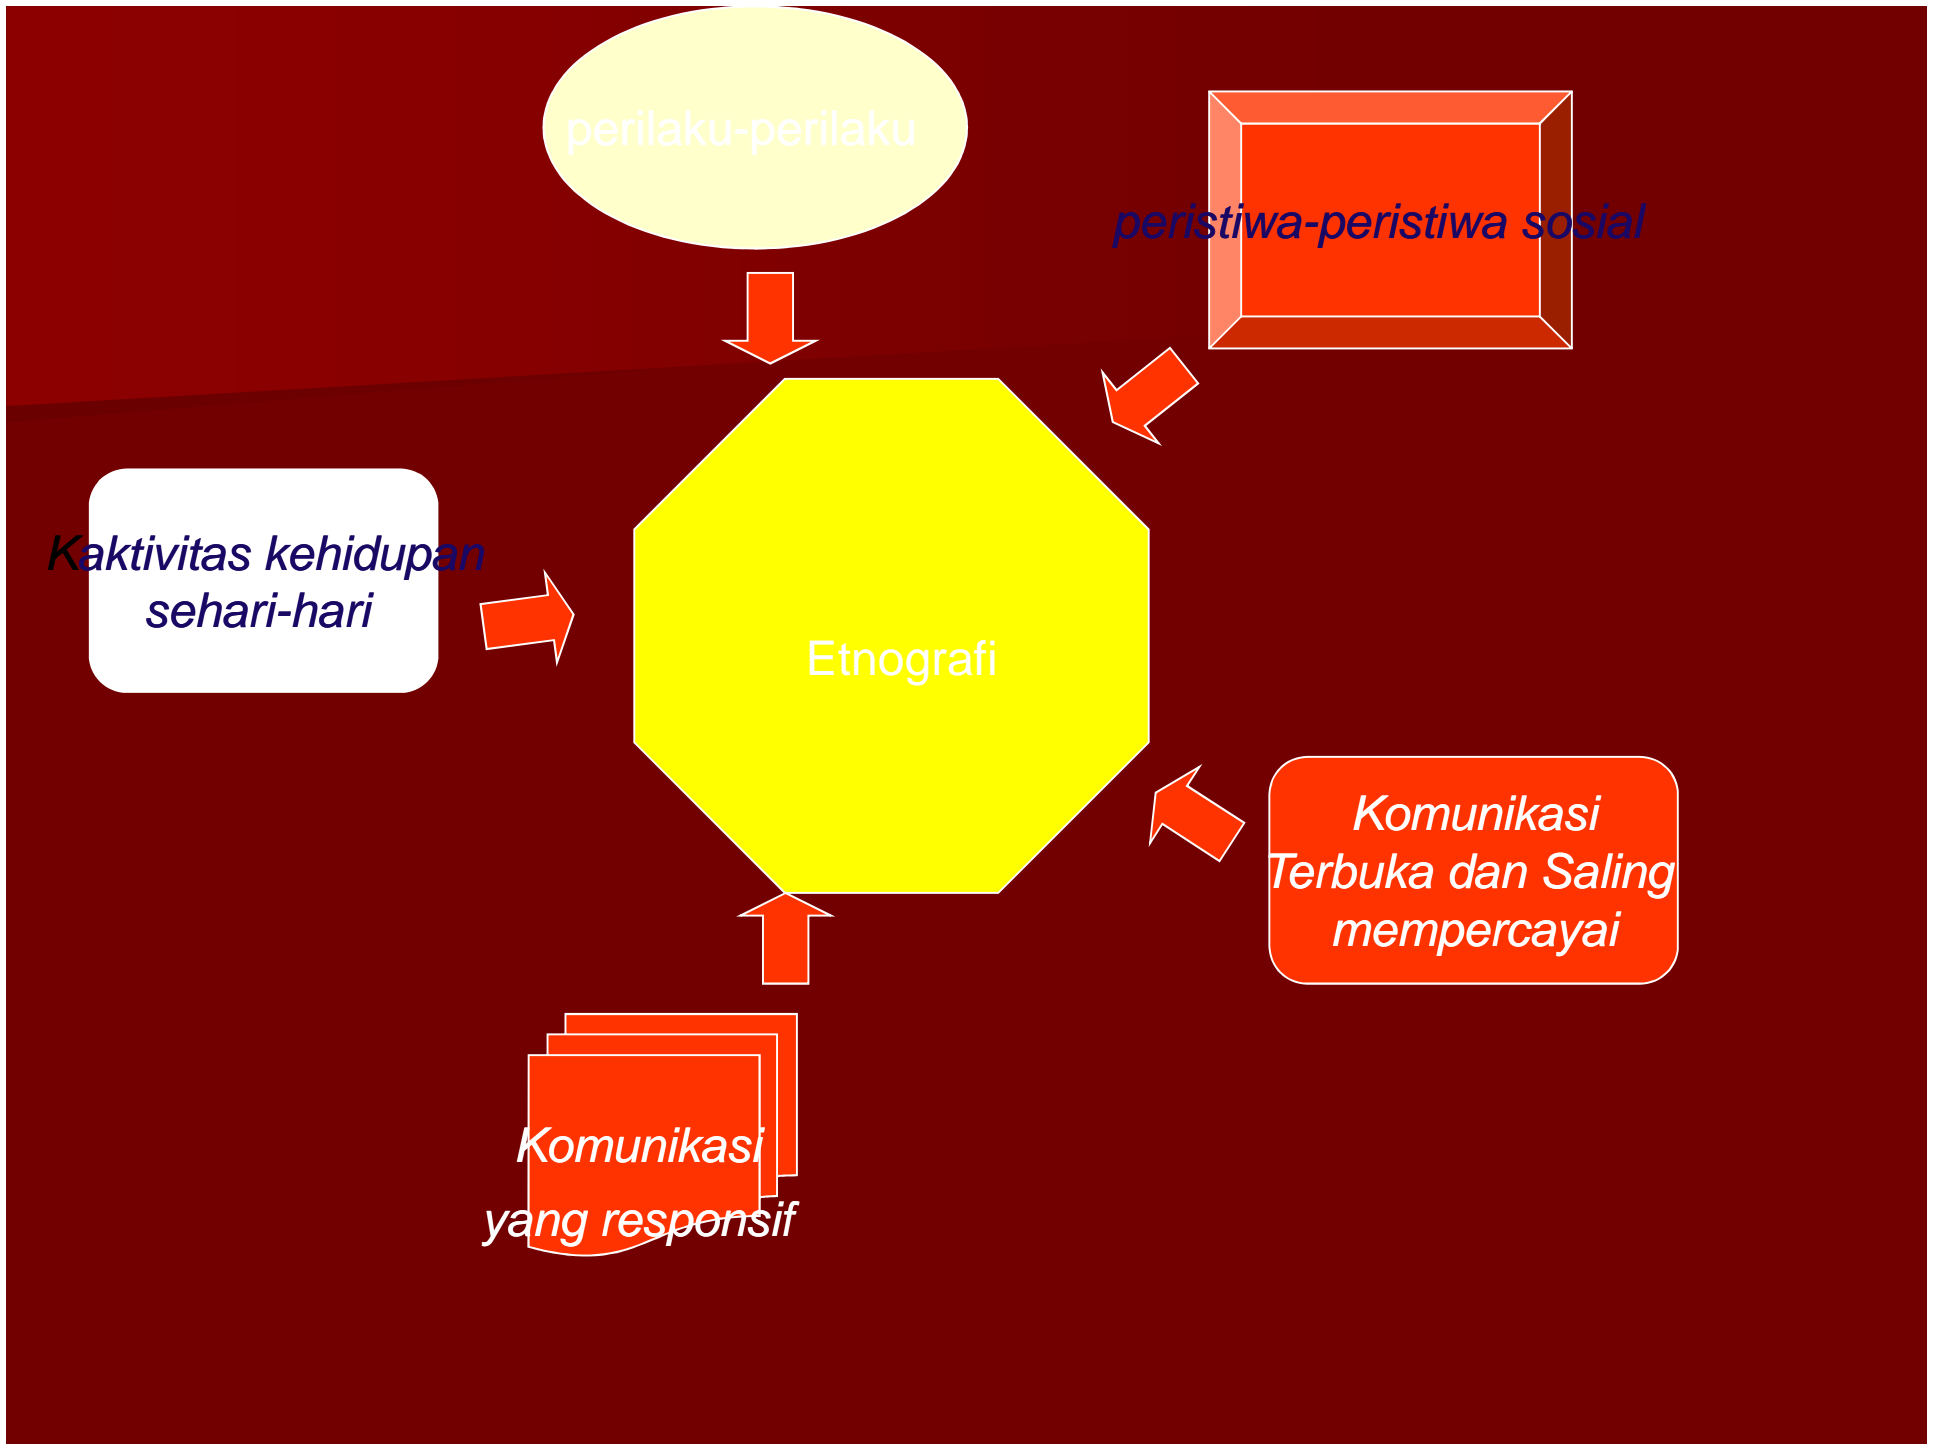 perilaku-perilaku
peristiwa-peristiwa sosial
Kaktivitas kehidupan
sehari-hari
Etnografi
Komunikasi
Terbuka dan Saling
mempercayai
Komunikasi
yang responsif